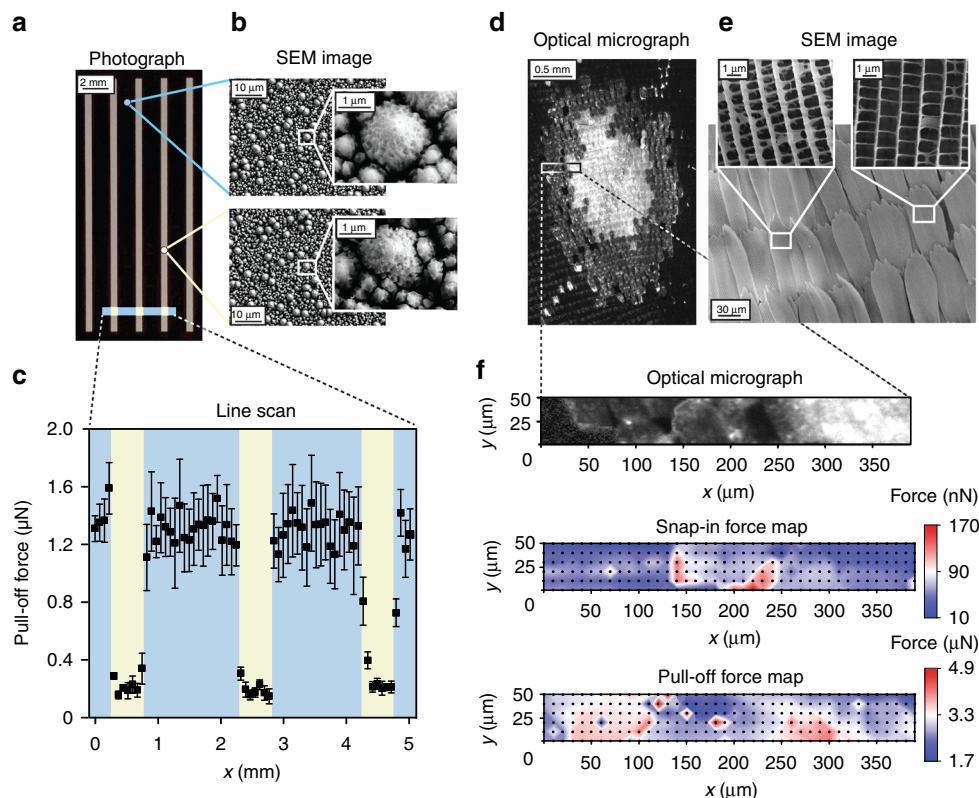 a
Photograph
2 mm
b
SEM image
10 μm
1 μm
1 μm
10 μm
c
Line scan
2.0
1.6
1.2
0.8
0.4
0
Pull-off force (μN)
0 1 2 3 4 5
x (mm)
d
Optical micrograph
0.5 mm
e
SEM image
1 μm
1 μm
30 μm
f
Optical micrograph
50
25
0
y (μm)
50 100 150 200 250 300 350
x (μm)
Force (nN)
Snap-in force map
50
25
0
y (μm)
50 100 150 200 250 300 350
x (μm)
170
90
10
Force (μN)
Pull-off force map
50
25
0
y (μm)
50 100 150 200 250 300 350
x (μm)
4.9
3.3
1.7